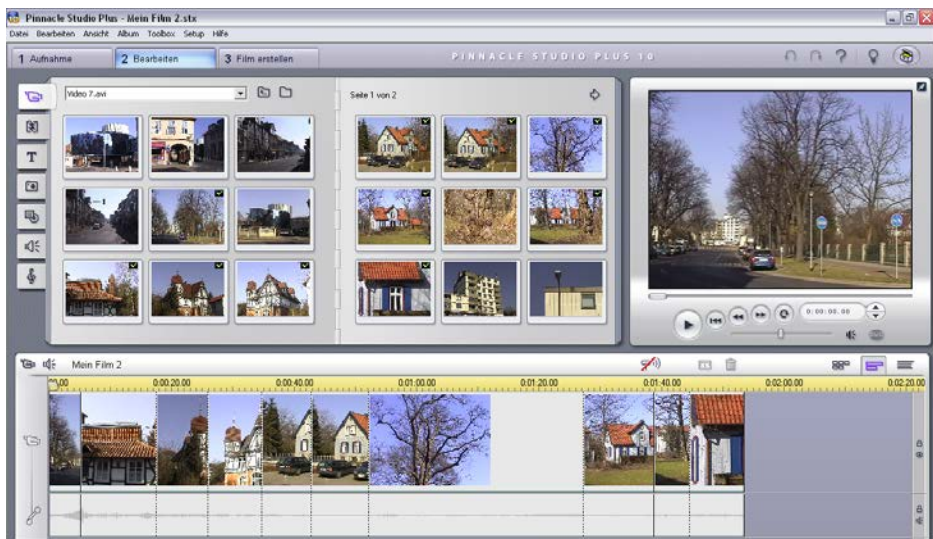 Pinnacle Studio Plus - Mein Film 2.stx
Datei Bearbeiten Ansicht Album Toolbox Setup Hilfe
1 Aufnahme
2 Bearbeiten
3 Film erstellen
PINNACLE STUDIO PLUS 10
Video 7.avi
Seite 1 von 2
T
0:00:00.00
Mein Film 2
0:00:20.00
0:00:40.00
0:01:00.00
0:01:20.00
0:01:40.00
0:02:00.00
0:02:20.00